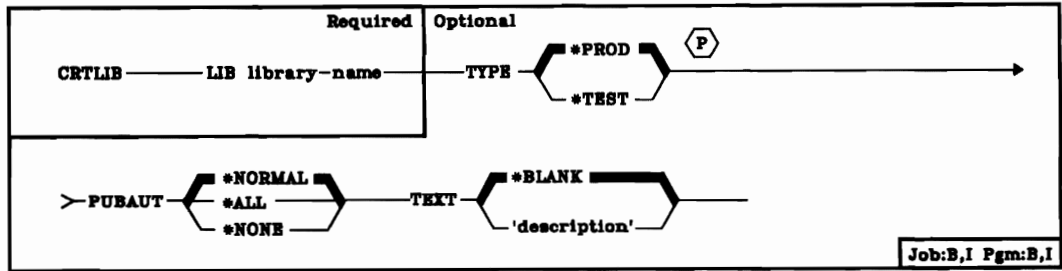 Required Optional
*PROD P
CRTLIB LIB library-name TYPE
*TEST
*NORMAL *BLANK
>PUBAUT *ALL TEXT
*NONE 'description'
Job:B,I Pgm:B,I